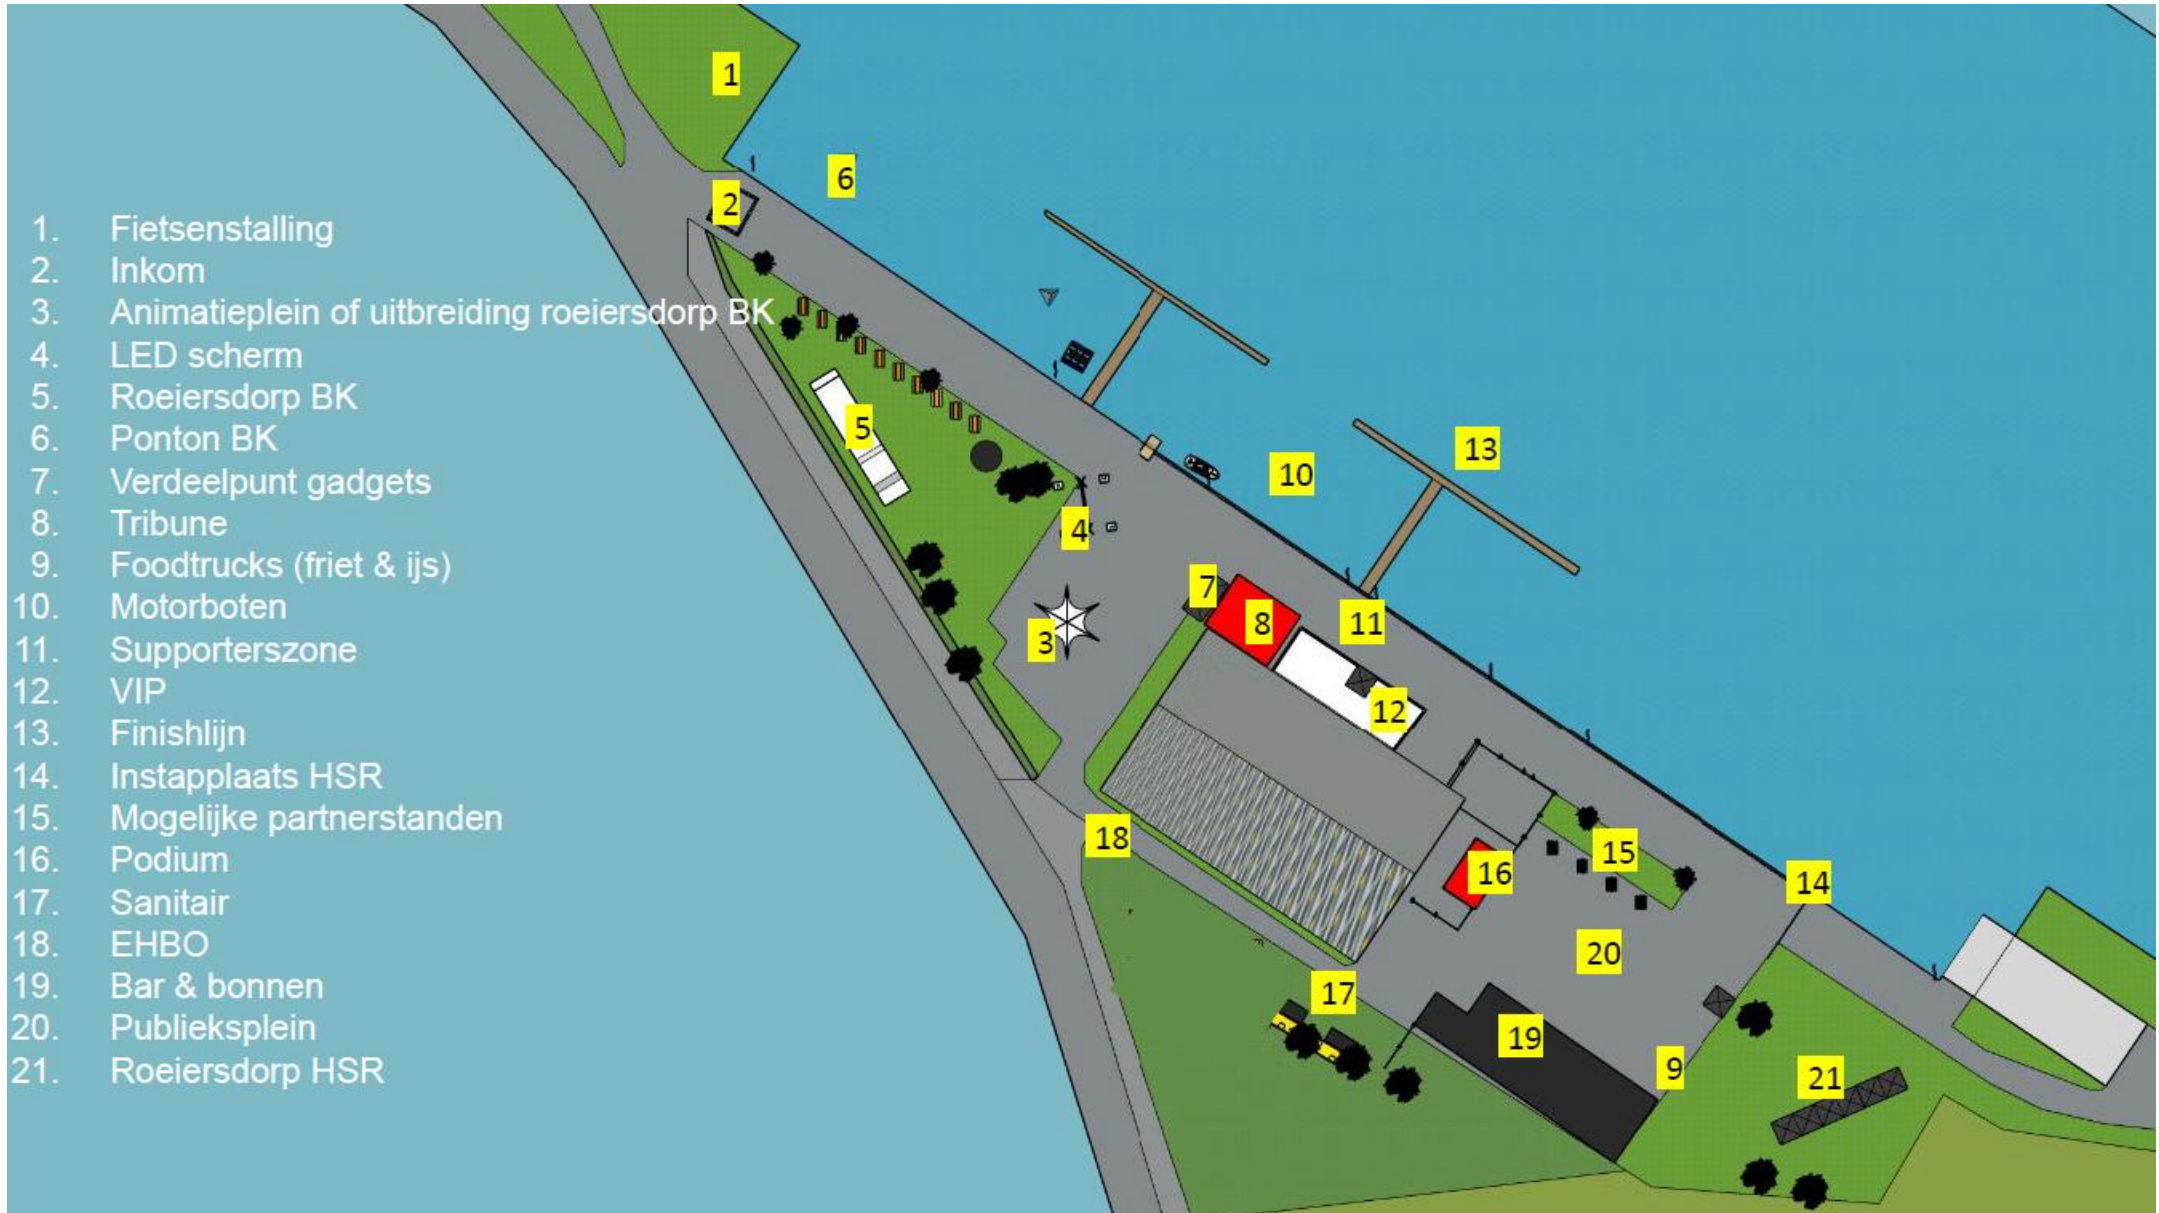 1. Fietsenstalling
2. Inkom
3. Animatieplein of uitbreiding roeiersdorp BK
4. LED scherm
5. Roeiersdorp BK
6. Ponton BK
7. Verdeelpunt gadgets
8. Tribune
9. Foodtrucks (friet & ijs)
10. Motorboten
11. Supporterszone
12. VIP
13. Finishlijn
14. Instapplaats HSR
15. Mogelijke partnerstanden
16. Podium
17. Sanitair
18. EHBO
19. Bar & bonnen
20. Publieksplein
21. Roeiersdorp HSR
1
6
2
5
13
10
4
7
8
11
3
12
18
15
16
14
20
17
19
9
21